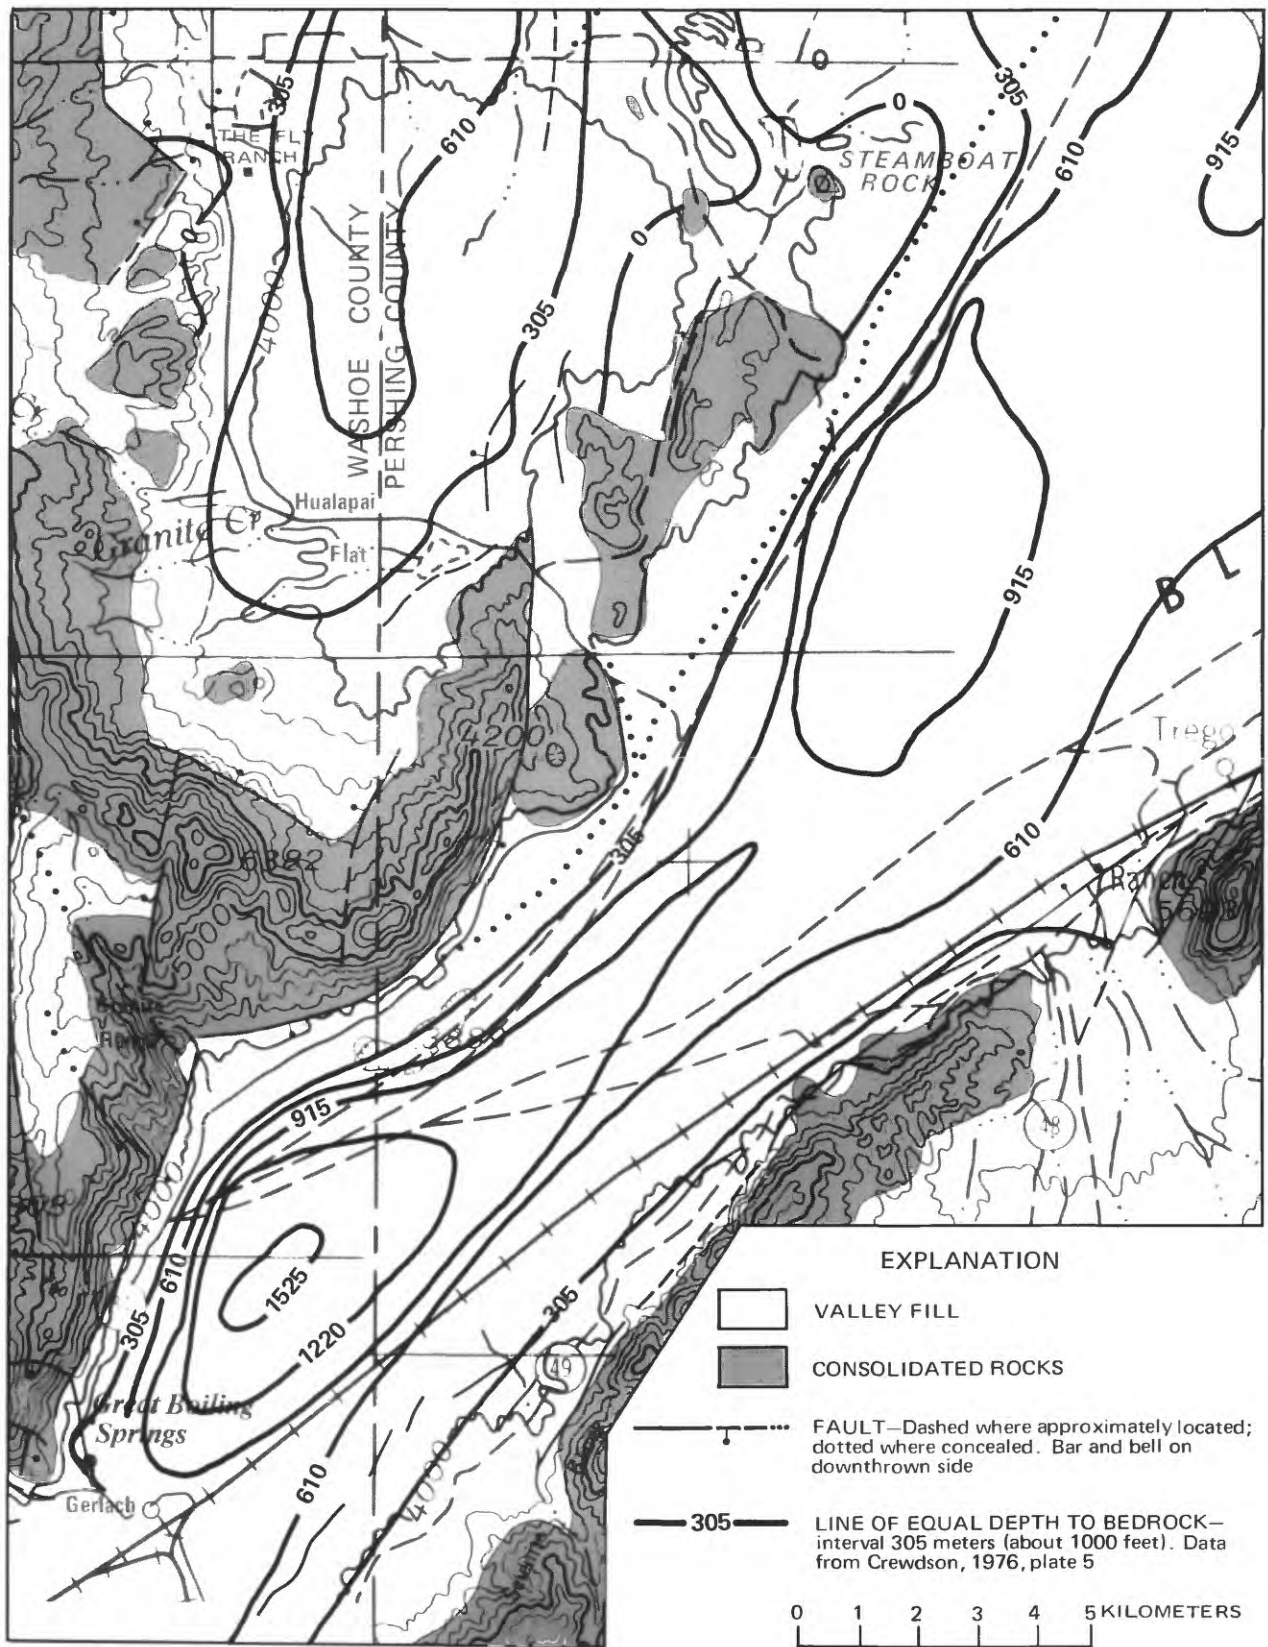 0
305
305
THE FLY
RANCH
610
0
STEAMBOAT
ROCK
610
915
0
0
4000
WASHOE COUNTY
PERSHING COUNTY
305
Hualapai
Flat
Granite Cr
915
B L
4200
Trego
6392
305
610
Ranch
915
48
4000
610
305
1525
1220
305
49
Great Boiling
Springs
Gerlach
610
4000
EXPLANATION
VALLEY FILL
CONSOLIDATED ROCKS
FAULT—Dashed where approximately located;
dotted where concealed. Bar and bell on
downthrown side
305
LINE OF EQUAL DEPTH TO BEDROCK—
interval 305 meters (about 1000 feet). Data
from Crewdson, 1976, plate 5
0 1 2 3 4 5 KILOMETERS